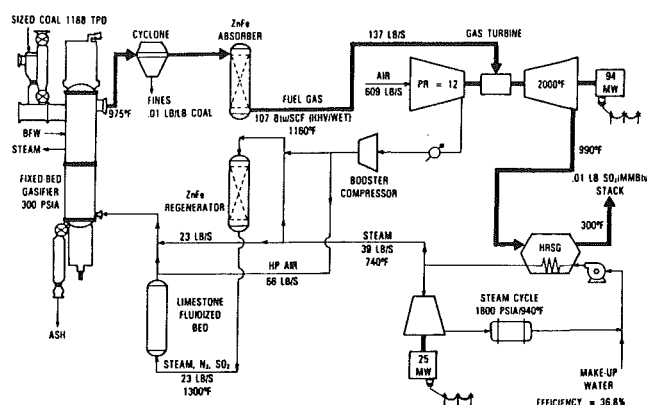 SIZED COAL 1188 TPD
CYCLONE
ZnFe
ABSORBER
137 LB/S
GAS TURBINE
975°F
FINES
.01 LB/LB COAL
AIR
609 LB/S
PR = 12
2000°F
94
MW
FUEL GAS
107 Btu/SCF (HHV/WET)
1160°F
BFW
STEAM
FIXED BED
GASIFIER
300 PSIA
ZnFe
REGENERATOR
BOOSTER
COMPRESSOR
990°F
.01 LB SO₂/MMBtu
STACK
300°F
HRSG
23 LB/S
STEAM
39 LB/S
740°F
HP AIR
66 LB/S
LIMESTONE
FLUIDIZED
BED
STEAM CYCLE
1800 PSIA/940°F
ASH
STEAM, N₂, SO₂
23 LB/S
1300°F
25
MW
MAKE-UP
WATER
EFFICIENCY = 36.8%